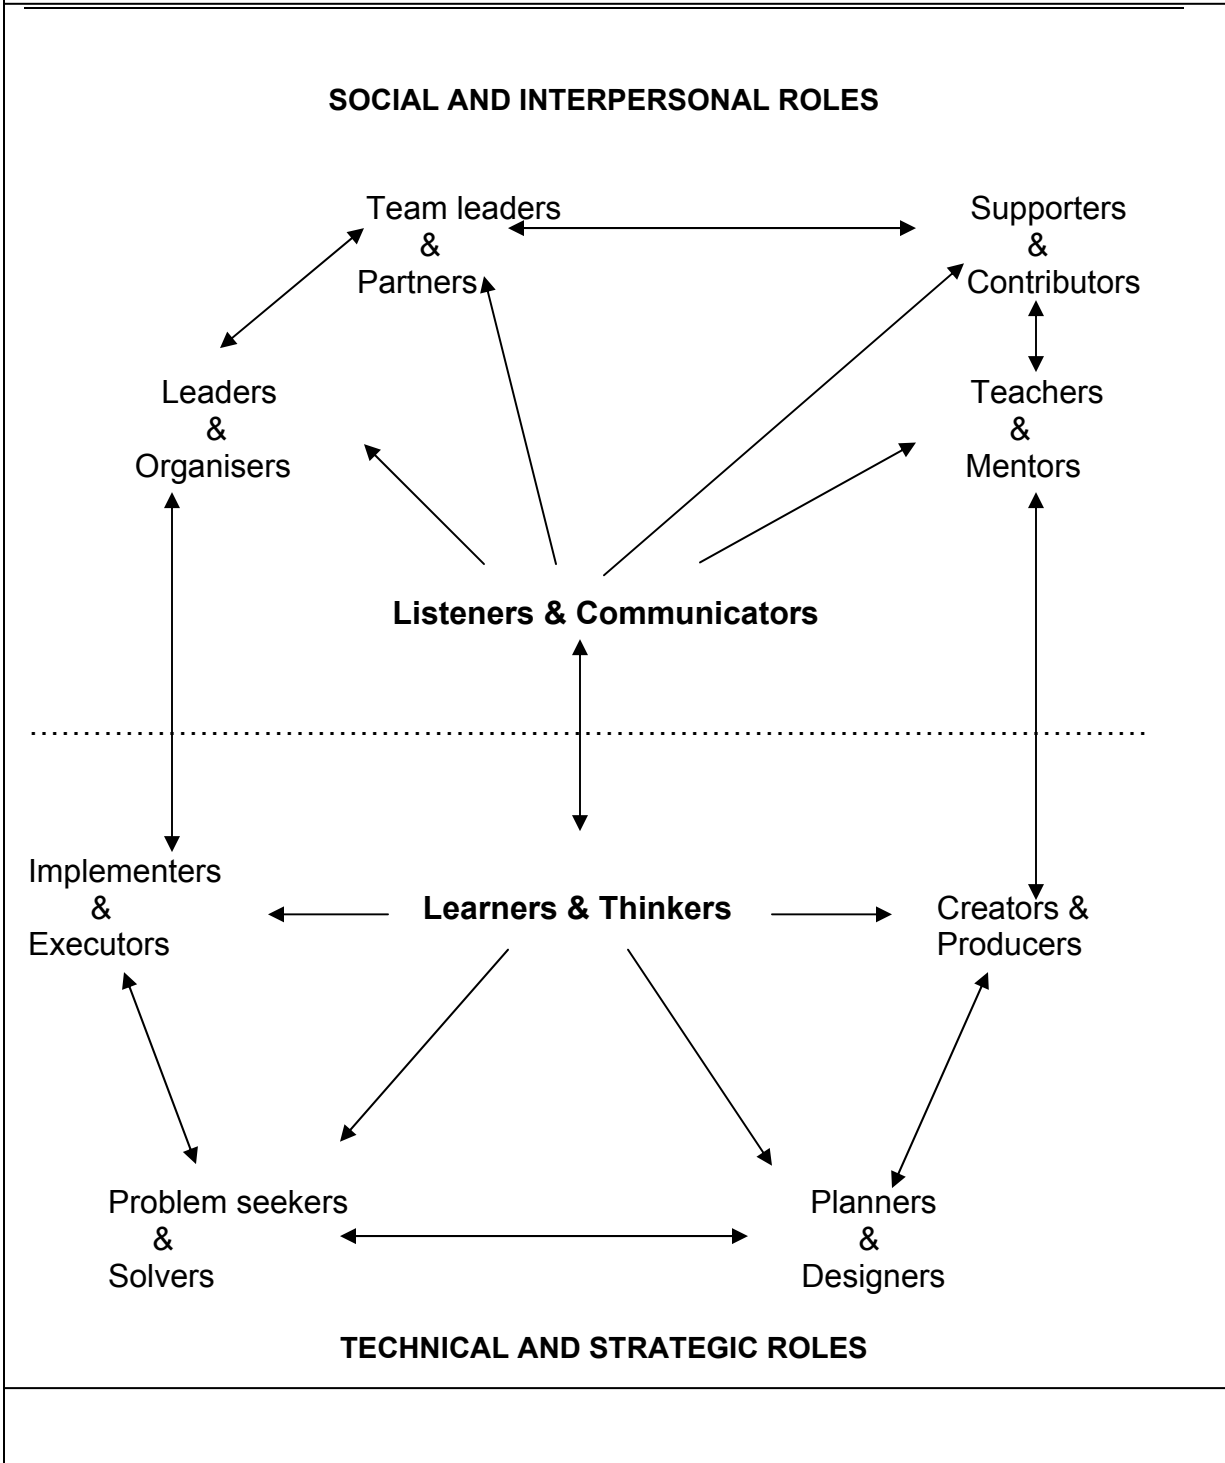 SOCIAL AND INTERPERSONAL ROLES
Team leaders
&
Partners
Supporters
&
Contributors
Leaders
&
Organisers
Teachers
&
Mentors
Listeners & Communicators
Implementers
&
Executors
Learners & Thinkers
Creators &
Producers
Problem seekers
&
Solvers
Planners
&
Designers
TECHNICAL AND STRATEGIC ROLES